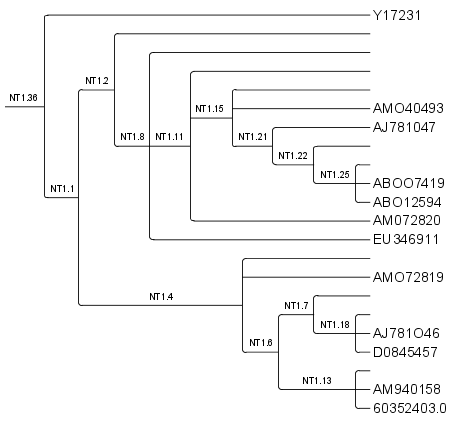 Y17231
NT1.36
NT1.2
NT1.15
AMO40493
AJ781047
NT1.8
NT1.11
NT1.21
NT1.22
NT1.25
ABOO7419
NT1.1
ABO12594
AM072820
EU346911
AMO72819
NT1.4
NT1.7
NT1.18
AJ781O46
NT1.6
D0845457
NT1.13
AM940158
60352403.0